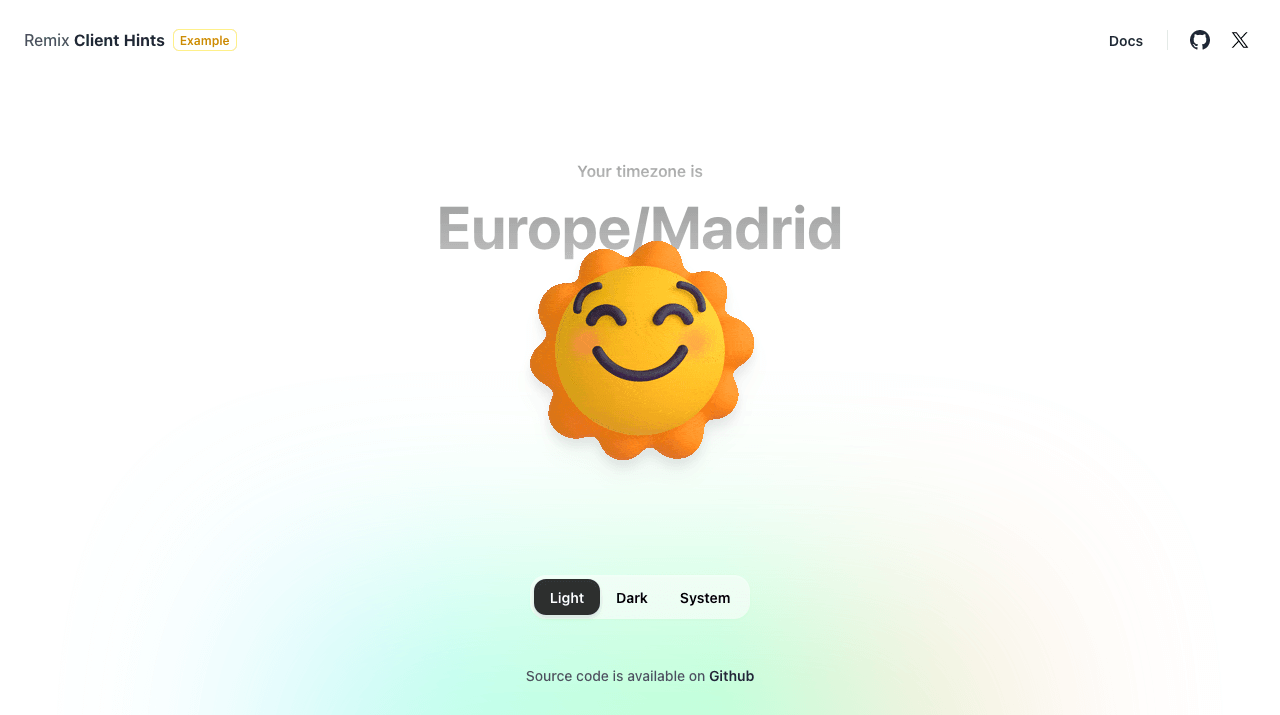 Remix Client Hints Example
Docs
Your timezone is
Europe/Madrid
Light Dark System
Source code is available on Github